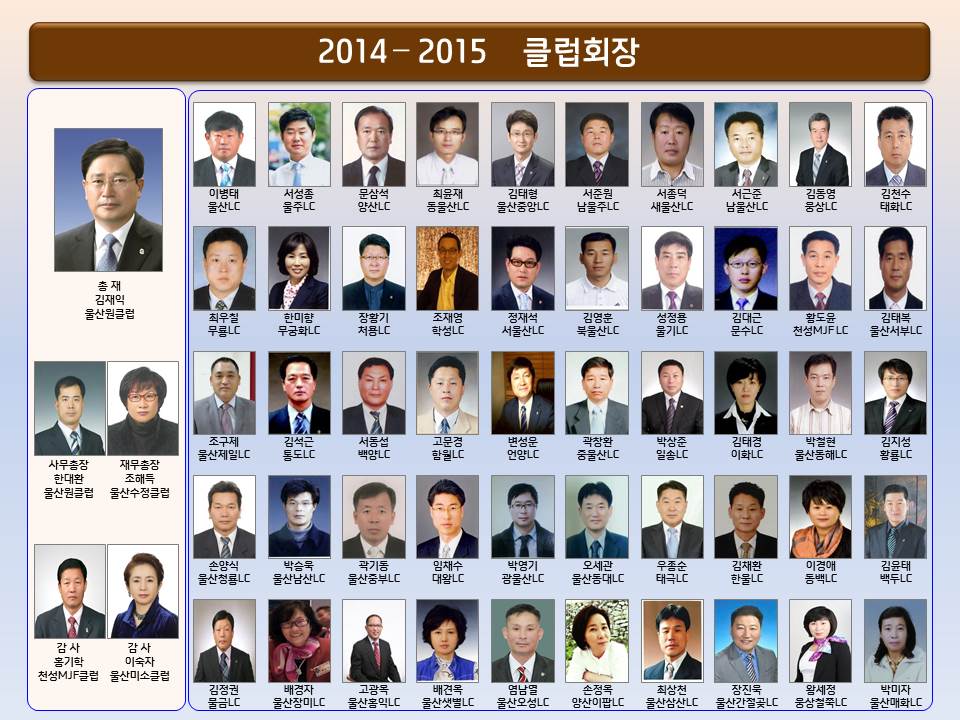 2014 – 2015 클럽회장
총 재
김재익
울산원클럽
사무총장
한대환
울산원클럽
재무총장
조해득
울산수정클럽
감 사
홍기학
천성MJF클럽
감 사
이숙자
울산미소클럽
이병태
울산LC
서성종
울주LC
문삼석
양산LC
최윤재
동울산LC
김태형
울산중앙LC
서준원
남울주LC
서종덕
새울산LC
서근준
남울산LC
김동영
웅상LC
김천수
태화LC
최우칠
무룡LC
한미향
무궁화LC
장황기
처용LC
조재영
학성LC
정재석
서울산LC
김영훈
북울산LC
성정용
울기LC
김대근
문수LC
황도윤
천성MJF LC
김태복
울산서부LC
조구제
울산제일LC
김석근
통도LC
서동섭
백양LC
고문경
함월LC
변성운
언양LC
곽창환
중울산LC
박상준
일송LC
김태경
이화LC
박철현
울산동해LC
김지성
황룡LC
손양식
울산청룡LC
박승욱
울산남산LC
곽기동
울산중부LC
임채수
대왕LC
박영기
광울산LC
오세관
울산동대LC
우종순
태극LC
김채환
한울LC
이경애
동백LC
김윤태
백두LC
김정권
울금LC
배경자
울산장미LC
고광옥
울산홍익LC
배견옥
울산샛별LC
염남열
울산오성LC
손정옥
양산이팝LC
최상천
울산삼산LC
장진욱
울산간절곶LC
왕세정
웅상철쭉LC
박미자
울산매화LC